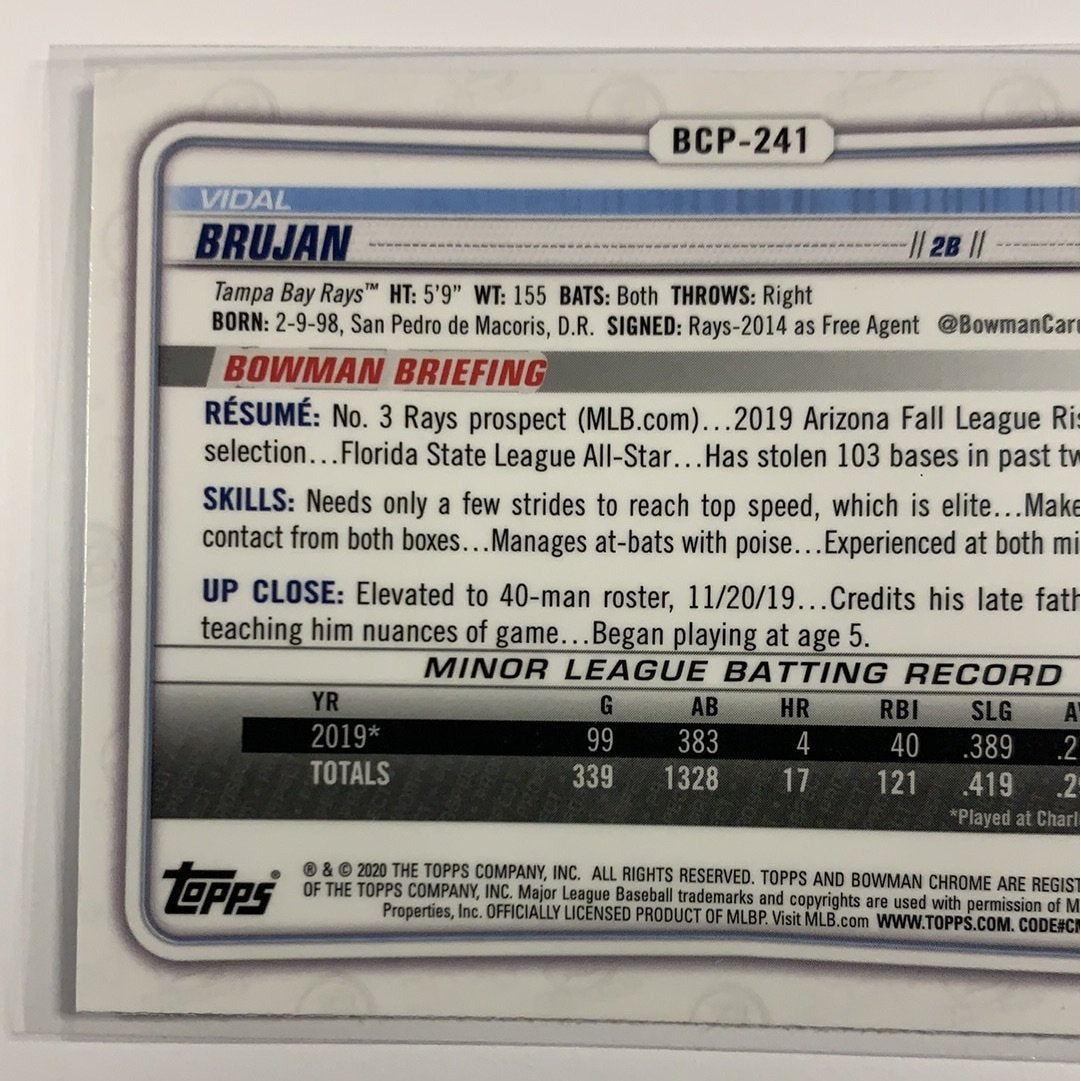 BCP-241
VIDAL
BRUJAN // 2B //
Tampa Bay Rays™ HT: 5'9" WT: 155 BATS: Both THROWS: Right
BORN: 2-9-98, San Pedro de Macoris, D.R. SIGNED: Rays-2014 as Free Agent
BOWMAN BRIEFING
RÉSUMÉ: No. 3 Rays prospect (MLB.com)...2019 Arizona Fall League
selection...Florida State League All-Star...Has stolen 103 bases in past
SKILLS: Needs only a few strides to reach top speed, which is elite...
contact from both boxes...Manages at-bats with poise...Experienced at both
UP CLOSE: Elevated to 40-man roster, 11/20/19...Credits his late
teaching him nuances of game...Began playing at age 5.
MINOR LEAGUE BATTING RECORD
YR G AB HR RBI SLG
2019* 99 383 4 40 .389
TOTALS 339 1328 17 121 .419
*Played at
TOPPS® ® & © 2020 THE TOPPS COMPANY, INC. ALL RIGHTS RESERVED. TOPPS AND BOWMAN CHROME ARE
OF THE TOPPS COMPANY, INC. Major League Baseball trademarks and copyrights are used with permission of
Properties, Inc. OFFICIALLY LICENSED PRODUCT OF MLBP. Visit MLB.com WWW.TOPPS.COM.